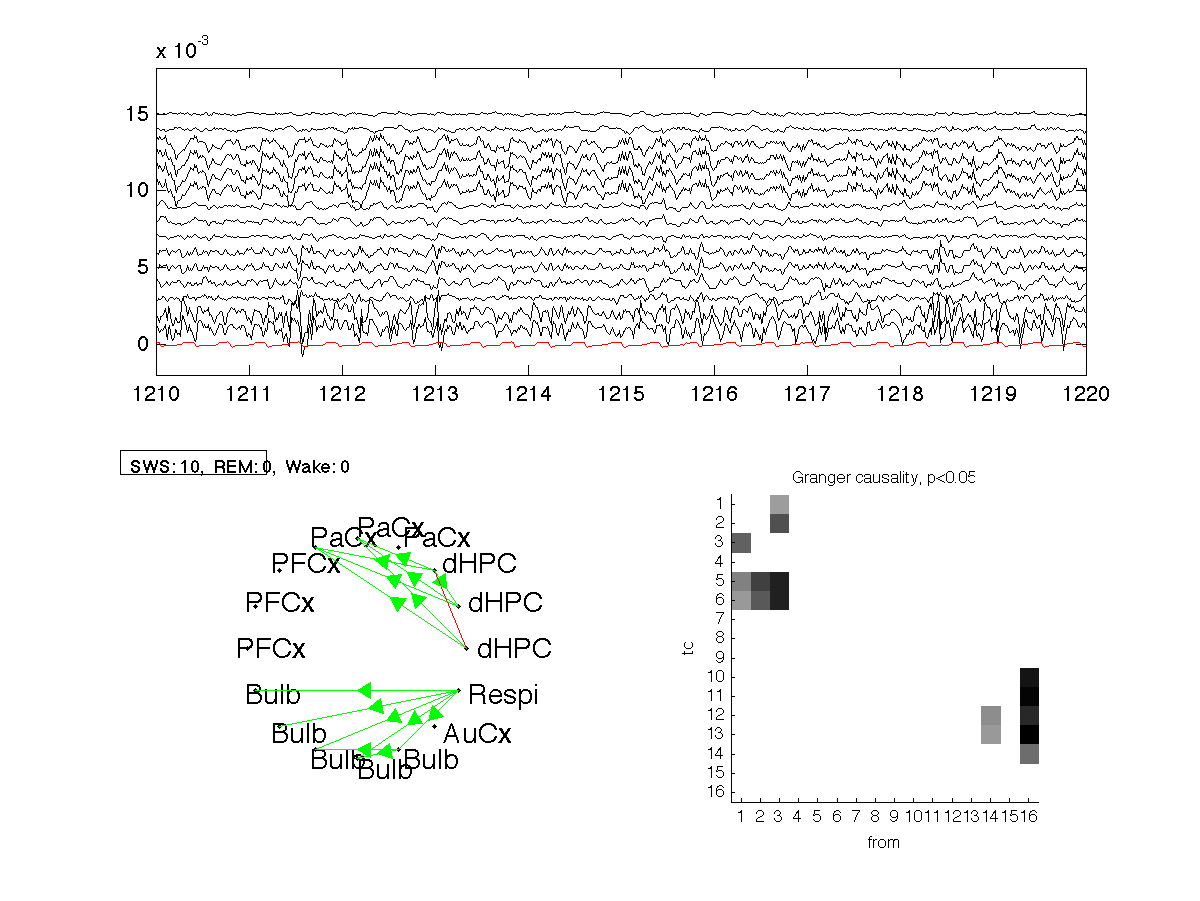 x 10-3
15
10
5
0
1210 1211 1212 1213 1214 1215 1216 1217 1218 1219 1220
SWS: 10, REM: 0, Wake: 0
Granger causality, p<0.05
PaCx
PaCx PaCx
PFCx dHPC
PFCx dHPC
PFCx dHPC
Bulb Respi
Bulb AuCx
Bulb Bulb
Bulb
1
2
3
4
5
6
7
8
9
10
11
12
13
14
15
16
to
1 2 3 4 5 6 7 8 9 10 11 12 13 14 15 16
from